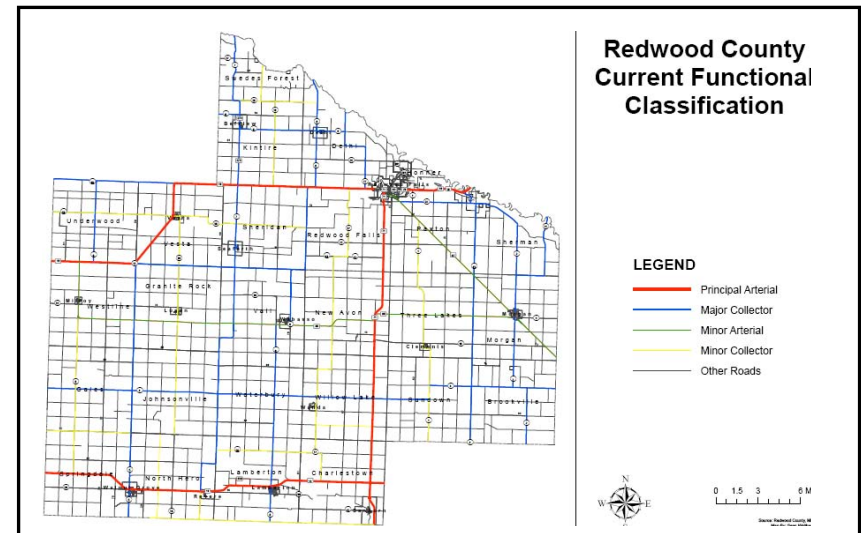 Redwood County
Current Functional
Classification
Swedes Forest
Kintire
Delhi
Honner
Underwood
Vesta
Sheridan
Redwood Falls
Paxton
Sherman
Granite Rock
Westline
Vail
New Avon
Three Lakes
Morgan
Gales
Johnsonville
Waterbury
Willow Lake
Sundown
Brookville
Springdale
North Hero
Lamberton
Charlestown
LEGEND
Principal Arterial
Major Collector
Minor Arterial
Minor Collector
Other Roads
N
W
E
0 1.5 3 6 M